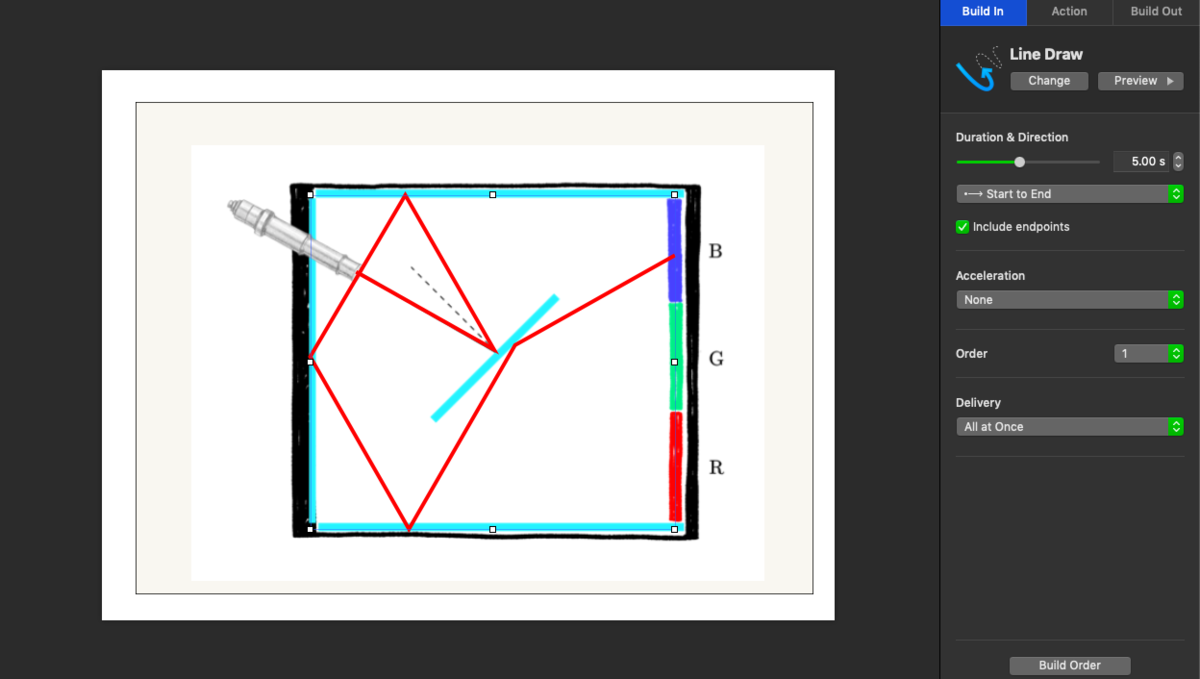 Build In
Action
Build Out
Line Draw
Change
Preview
Duration & Direction
5.00 s
Start to End
Include endpoints
Acceleration
None
Order
1
Delivery
All at Once
Build Order
B
G
R